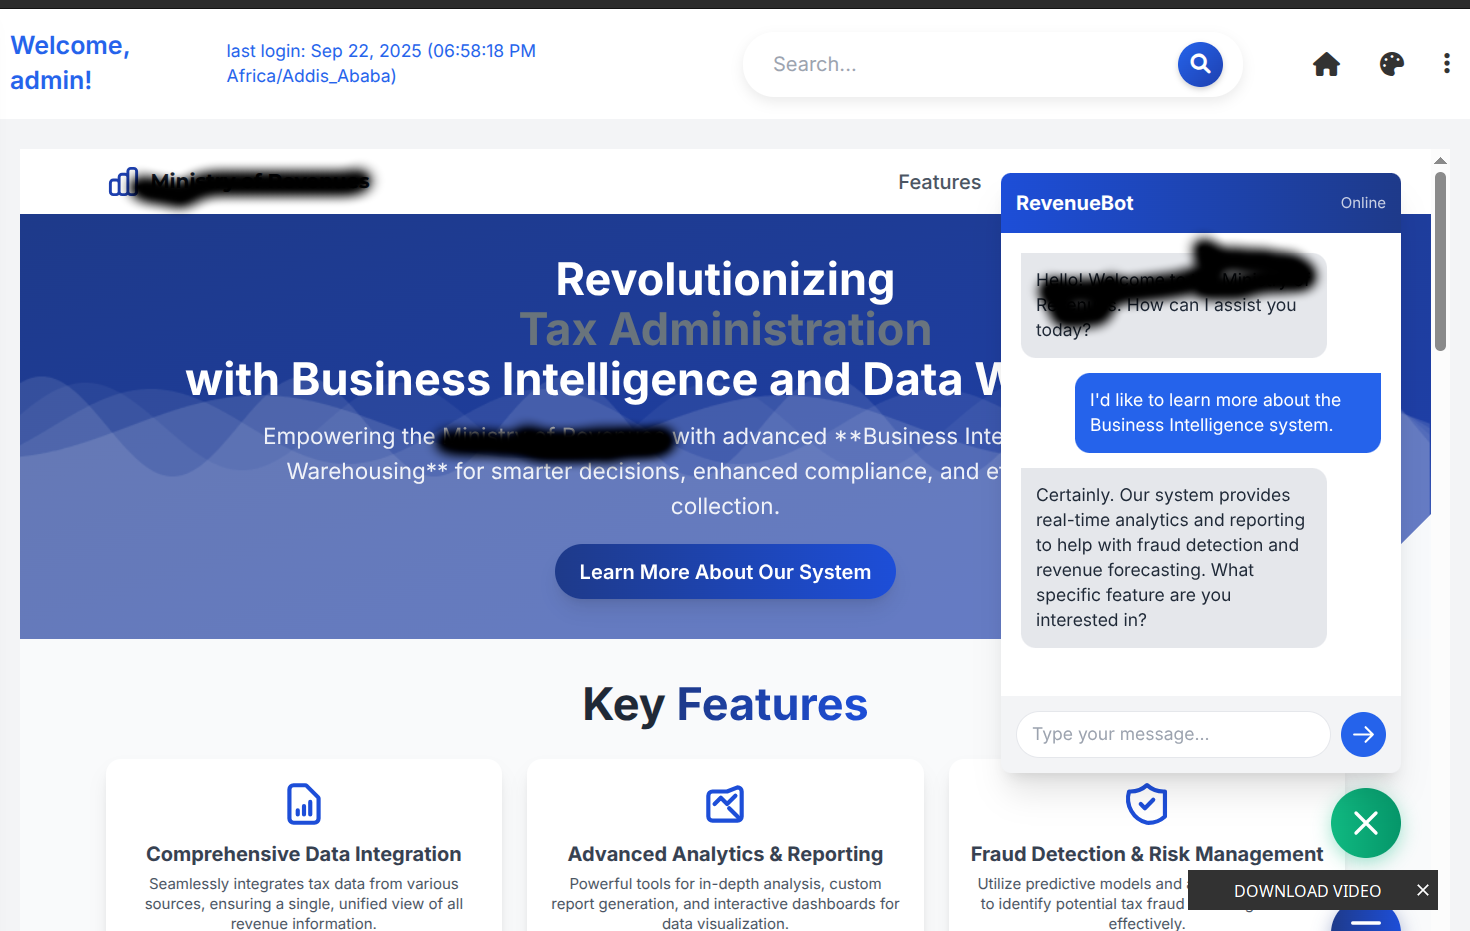 Welcome,
admin!
last login: Sep 22, 2025 (06:58:18 PM
Africa/Addis_Ababa)
Search...
Features
Revolutionizing
Tax Administration
with Business Intelligence and Data
Empowering the
with advanced **Business
Warehousing** for smarter decisions, enhanced compliance, and
collection.
Learn More About Our System
RevenueBot
Online
Hello! Welcome
How can I assist you
today?
I'd like to learn more about the
Business Intelligence system.
Certainly. Our system provides
real-time analytics and reporting
to help with fraud detection and
revenue forecasting. What
specific feature are you
interested in?
Type your message...
Key Features
Comprehensive Data Integration
Seamlessly integrates tax data from various
sources, ensuring a single, unified view of all
revenue information.
Advanced Analytics & Reporting
Powerful tools for in-depth analysis, custom
report generation, and interactive dashboards for
data visualization.
Fraud Detection & Risk Management
Utilize predictive models and
to identify potential tax fraud
effectively.
DOWNLOAD VIDEO